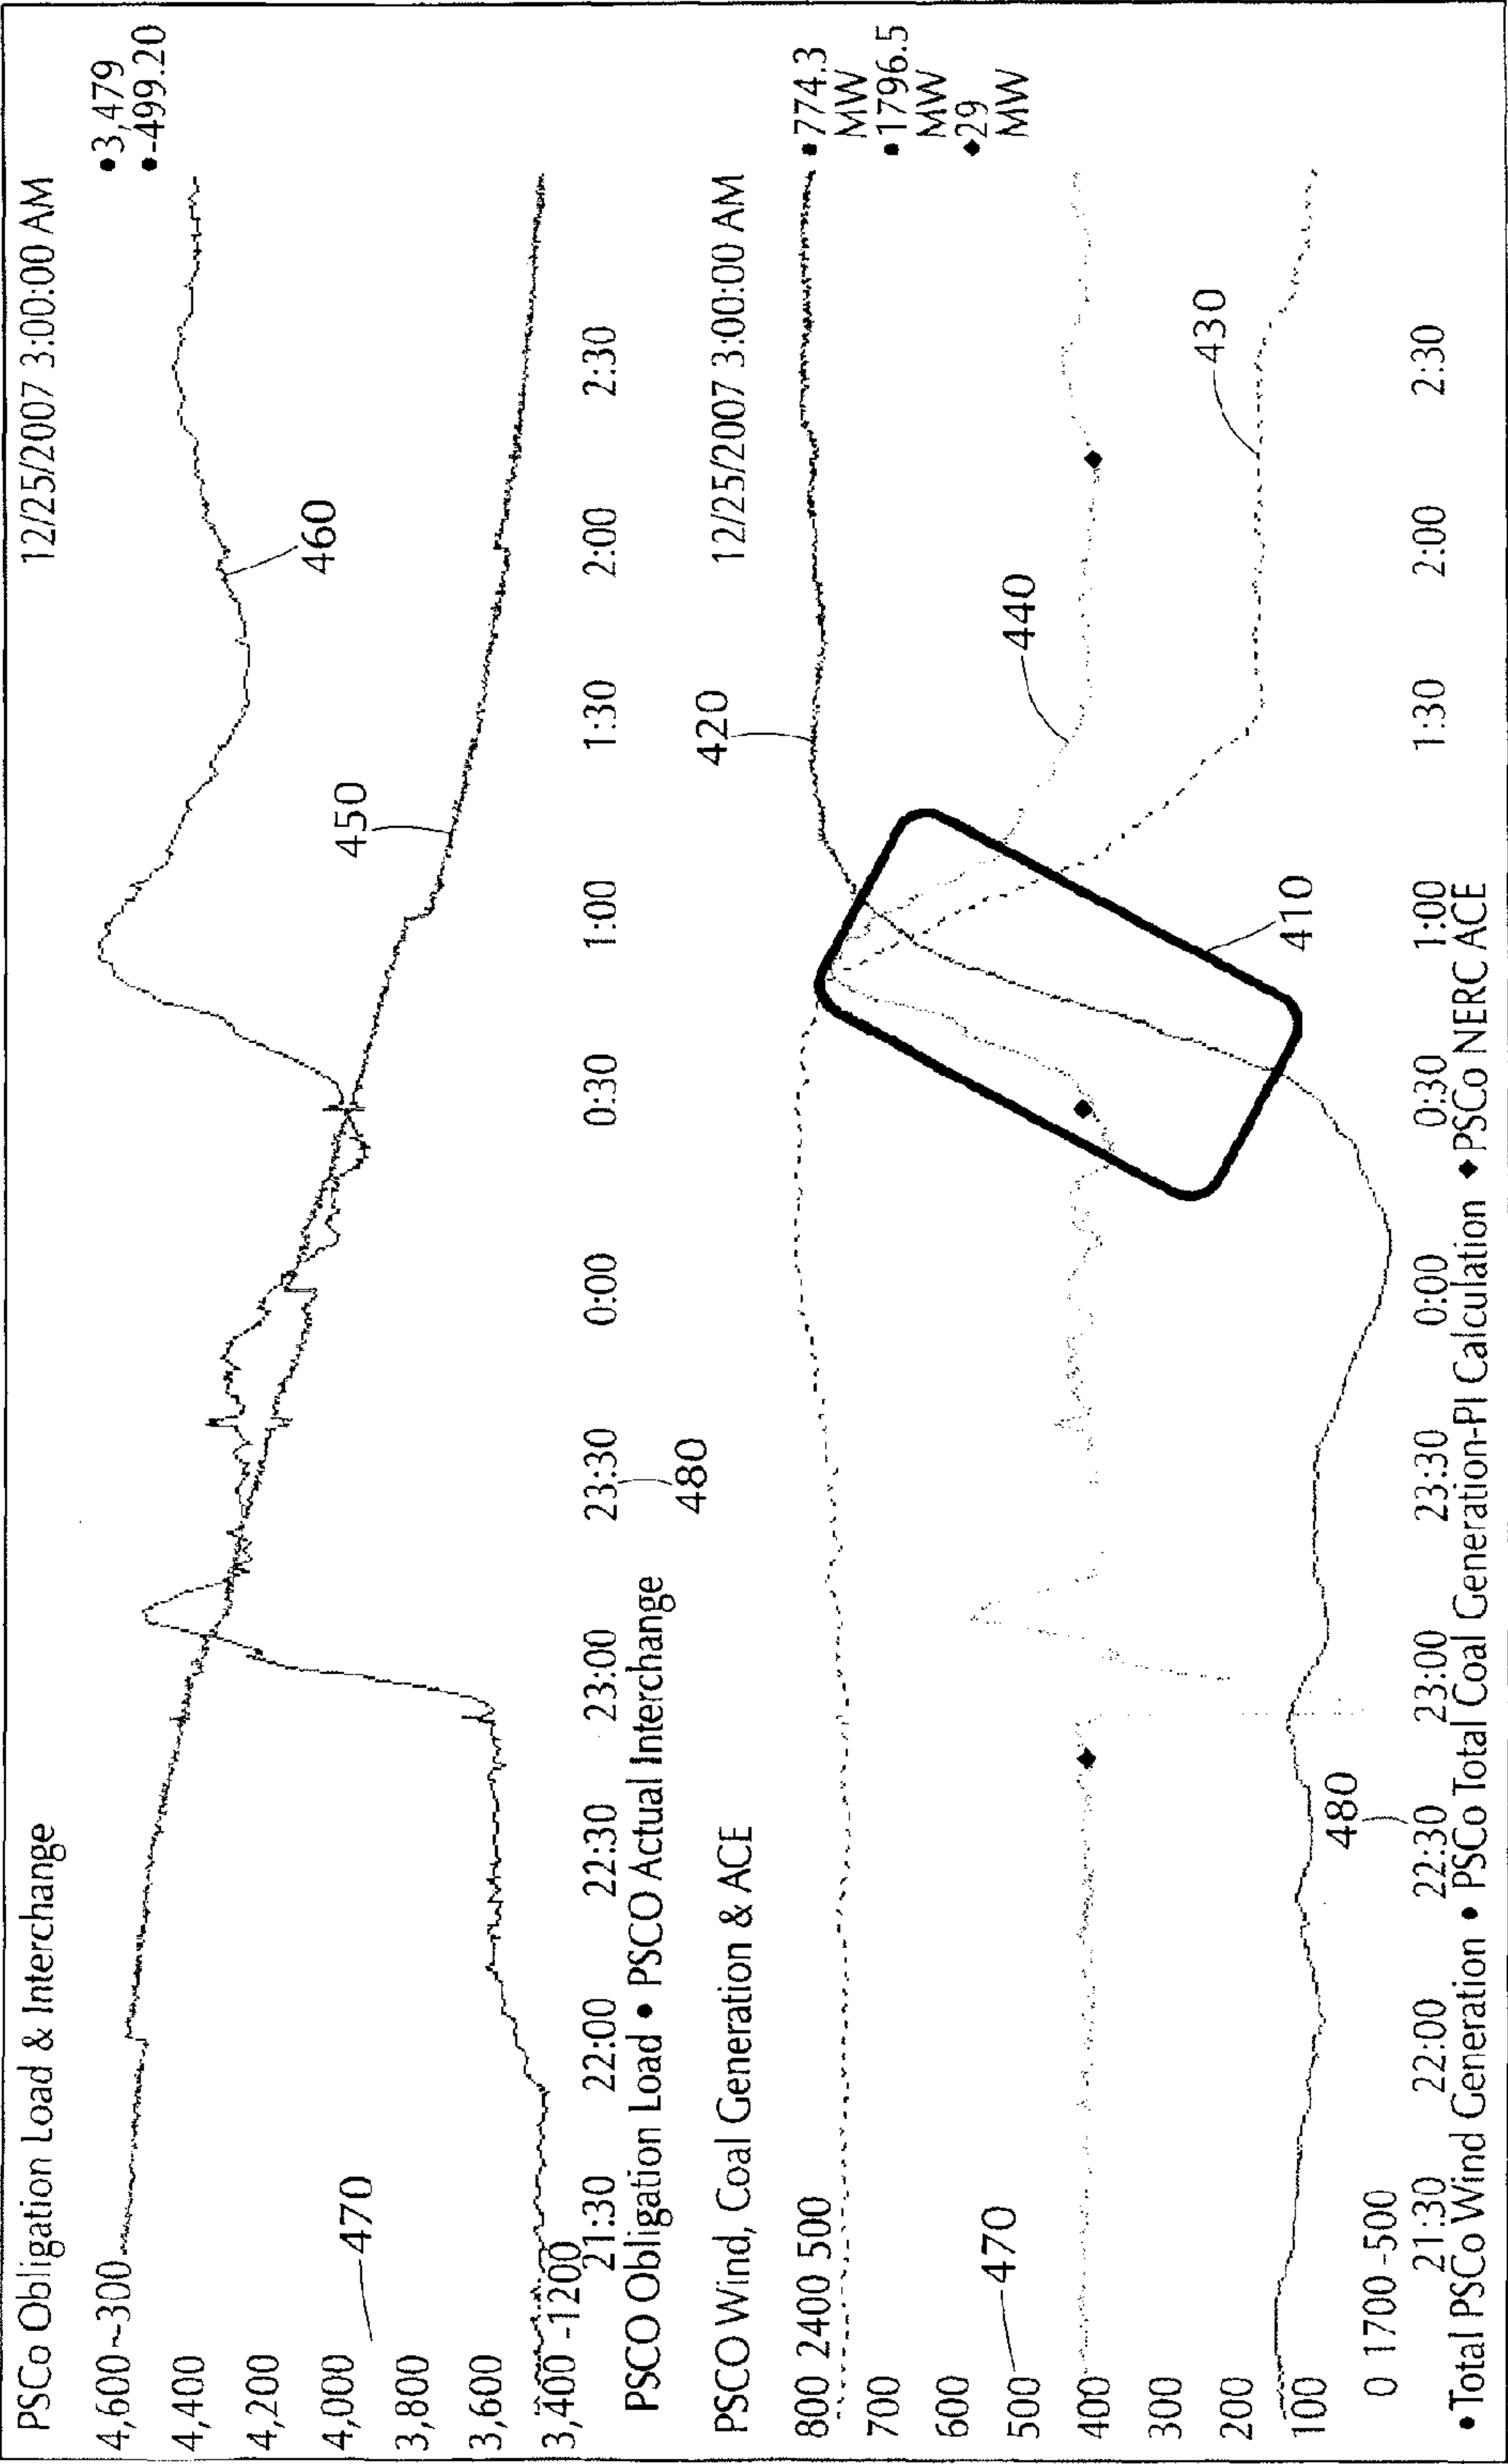 PSCo Obligation Load & Interchange
12/25/2007 3:00:00 AM
4,600~-300
4,400
4,200
4,000
3,800
3,600
3,400 -1200
470
450
460
•3,479
•-499.20
21:30 22:00 22:30 23:00 23:30 0:00 0:30 1:00 1:30 2:00 2:30
480
PSCO Obligation Load • PSCO Actual Interchange
PSCO Wind, Coal Generation & ACE
12/25/2007 3:00:00 AM
800 2400 500
700
600
500
400
300
200
100
0 1700 -500
470
420
440
430
410
480
•774.3
MW
•1796.5
MW
◆29
MW
21:30 22:00 22:30 23:00 23:30 0:00 0:30 1:00 1:30 2:00 2:30
•Total PSCo Wind Generation • PSCo Total Coal Generation-PI Calculation ◆PSCo NERC ACE